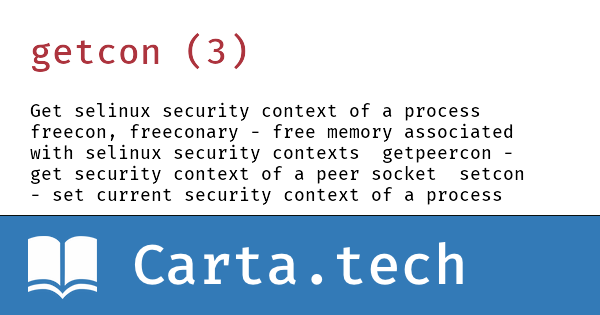 getcon (3)
Get selinux security context of a process
freecon, freeconary - free memory associated
with selinux security contexts  getpeercon -
get security context of a peer socket  setcon
- set current security context of a process
Carta.tech